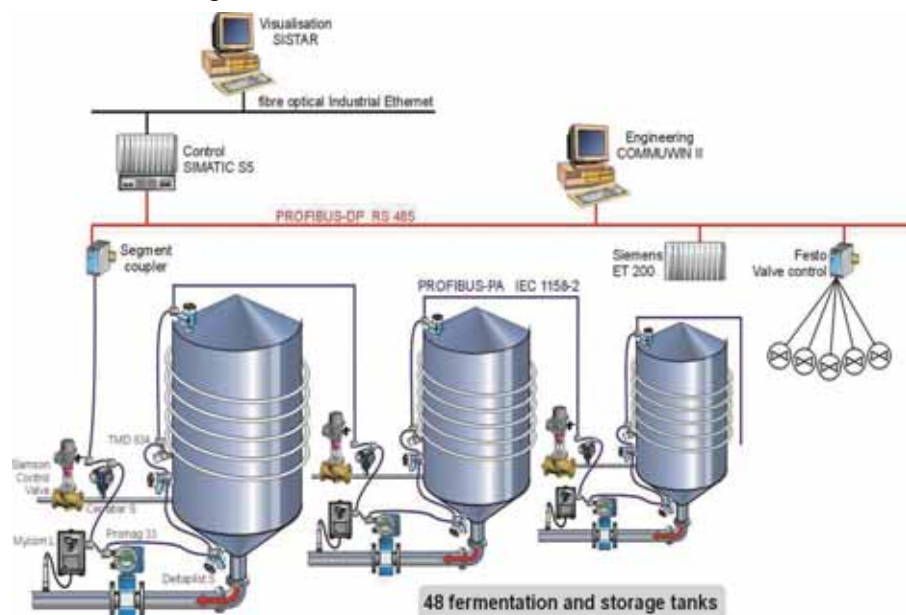 Visualisation
SISTAR
fibre optical Industrial Ethernet
Control
SIMATIC S5
Engineering
COMMUWIN II
PROFIBUS-DP RS 485
Segment
coupler
Siemens
ET 200
Festo
Valve control
PROFIBUS-PA IEC 1158-2
TMD 834
Samson
Control
Valve
Cerabar S
Mycom L
Promag 33
Deltapilot S
48 fermentation and storage tanks